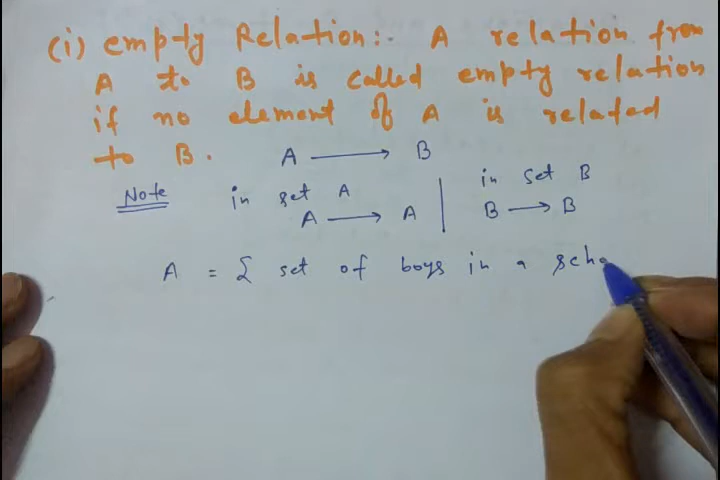 (i) empty Relation:- A relation from
A to B is called empty relation
if no element of A is related
to B.
A ⟶ B
Note in set A
A ⟶ A
in set B
B ⟶ B
A = { set of boys in a scho